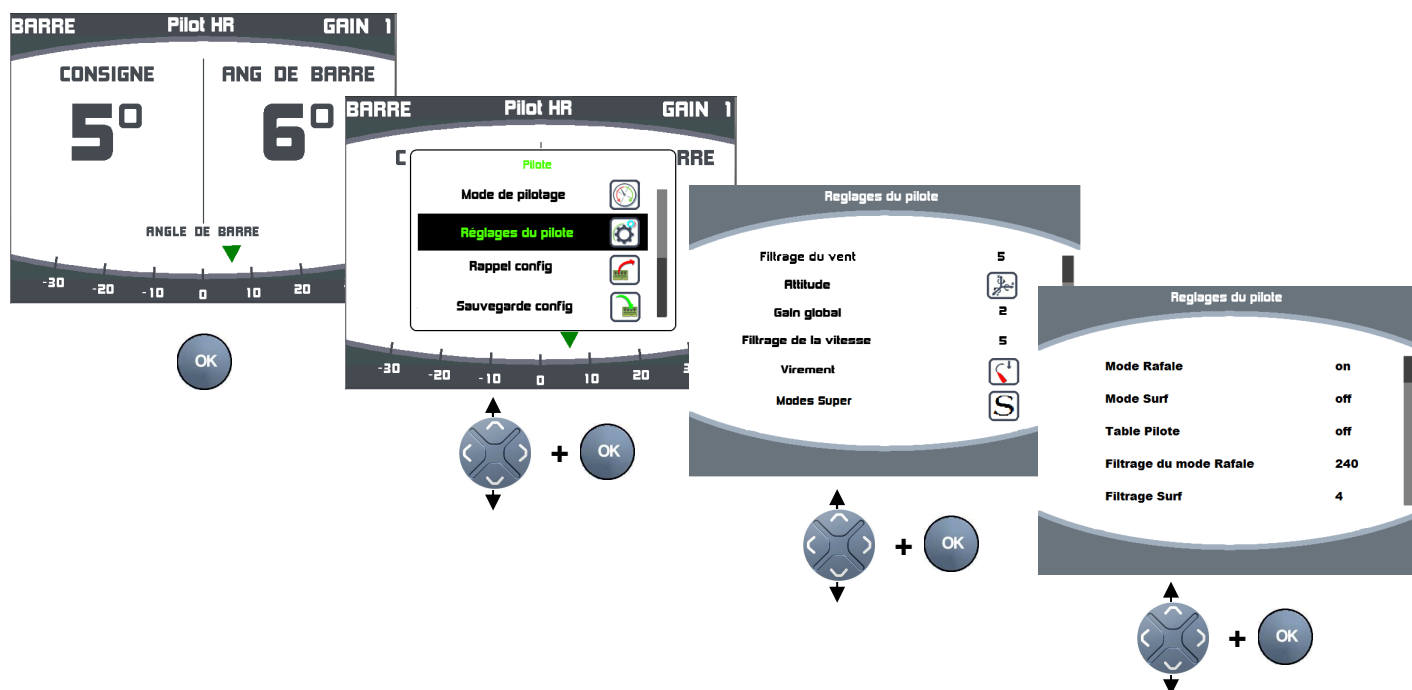 BARRE Pilot HR GAIN 1
CONSIGNE ANG DE BARRE
5° 6°
ANGLE DE BARRE
-30 -20 -10 0 10 20
OK
BARRE Pilot HR GAIN 1
C RRE
Pilote
Mode de pilotage
Réglages du pilote
Rappel config
Sauvegarde config
-30 -20 -10 0 10 20
+ OK
Reglages du pilote
Filtrage du vent 5
Attitude
Gain global 2
Filtrage de la vitesse 5
Virement
Modes Super S
+ OK
Reglages du pilote
Mode Rafale on
Mode Surf off
Table Pilote off
Filtrage du mode Rafale 240
Filtrage Surf 4
+ OK